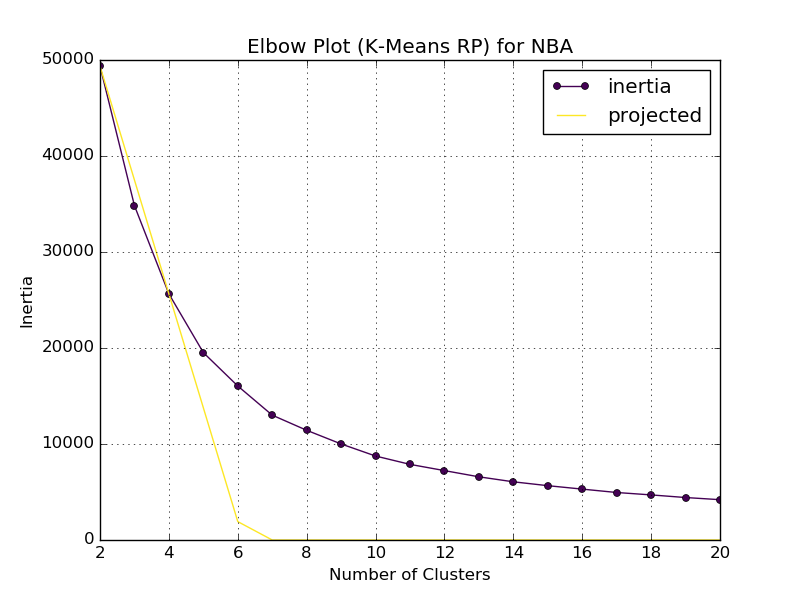 Elbow Plot (K-Means RP) for NBA
inertia
projected
50000
40000
30000
20000
10000
0
Inertia
2 4 6 8 10 12 14 16 18 20
Number of Clusters